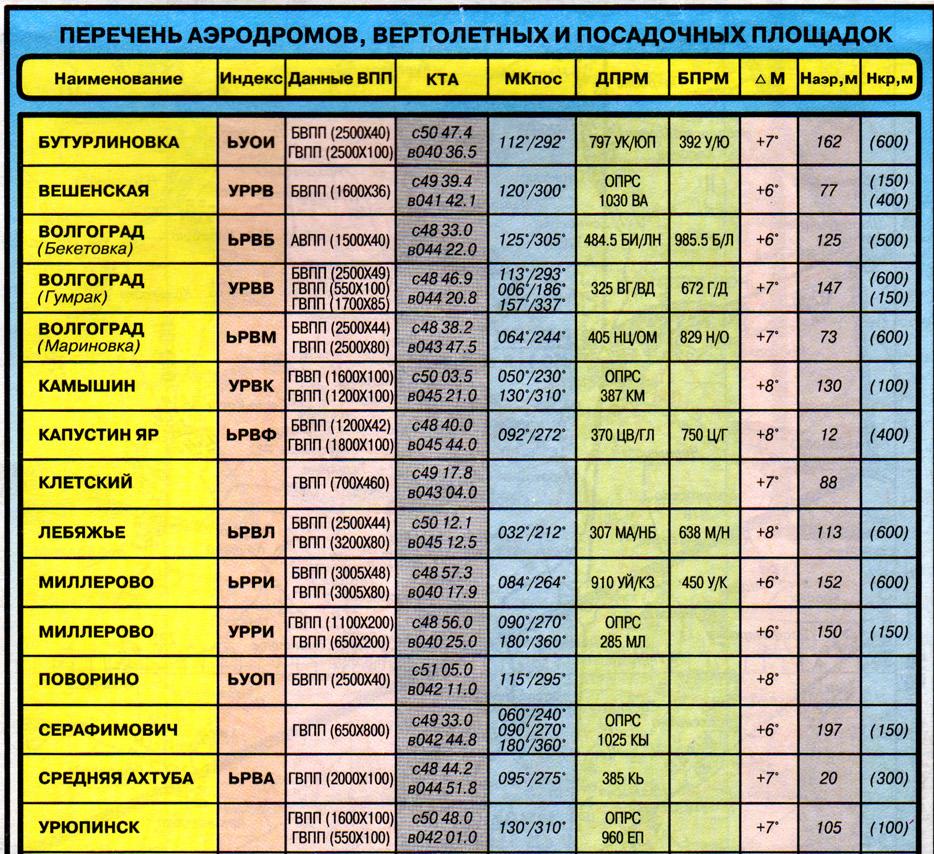 ПЕРЕЧЕНЬ АЭРОДРОМОВ, ВЕРТОЛЕТНЫХ И ПОСАДОЧНЫХ ПЛОЩАДОК
Наименование Индекс Данные ВПП КТА МКпос ДПРМ БПРМ △ М Наэр,м Нкр,м
БУТУРЛИНОВКА ЬУОИ БВПП (2500Х40) ГВПП (2500Х100) с50 47.4 в040 36.5 112°/292° 797 УК/ЮП 392 У/Ю +7° 162 (600)
ВЕШЕНСКАЯ УРРВ БВПП (1600Х36) с49 39.4 в041 42.1 120°/300° ОПРС 1030 ВА +6° 77 (150) (400)
ВОЛГОГРАД (Бекетовка) ЬРВБ АВПП (1500Х40) с48 33.0 в044 22.0 125°/305° 484.5 БИ/ЛН 985.5 Б/Л +6° 125 (500)
ВОЛГОГРАД (Гумрак) УРВВ БВПП (2500Х49) ГВПП (550Х100) ГВПП (1700Х85) с48 46.9 в044 20.8 113°/293° 006°/186° 157°/337° 325 ВГ/ВД 672 Г/Д +7° 147 (600) (150)
ВОЛГОГРАД (Мариновка) ЬРВМ БВПП (2500Х44) ГВПП (2500Х80) с48 38.2 в043 47.5 064°/244° 405 НЦ/ОМ 829 Н/О +7° 73 (600)
КАМЫШИН УРВК ГВВП (1600Х100) ГВПП (1200Х100) с50 03.5 в045 21.0 050°/230° 130°/310° ОПРС 387 КМ +8° 130 (100)
КАПУСТИН ЯР ЬРВФ БВПП (1200Х42) ГВПП (1800Х100) с48 40.0 в045 44.0 092°/272° 370 ЦВ/ГЛ 750 Ц/Г +8° 12 (400)
КЛЕТСКИЙ ГВПП (700Х460) с49 17.8 в043 04.0 +7° 88
ЛЕБЯЖЬЕ ЬРВЛ БВПП (2500Х44) ГВПП (3200Х80) с50 12.1 в045 12.5 032°/212° 307 МА/НБ 638 М/Н +8° 113 (600)
МИЛЛЕРОВО ЬРРИ БВПП (3005Х48) ГВПП (3005Х80) с48 57.3 в040 17.9 084°/264° 910 УЙ/КЗ 450 У/К +6° 152 (600)
МИЛЛЕРОВО УРРИ ГВПП (1100Х200) ГВПП (650Х200) с48 56.0 в040 25.0 090°/270° 180°/360° ОПРС 285 МЛ +6° 150 (150)
ПОВОРИНО ЬУОП БВПП (2500Х40) с51 05.0 в042 11.0 115°/295° +8°
СЕРАФИМОВИЧ ГВПП (650Х800) с49 33.0 в042 44.8 060°/240° 090°/270° 180°/360° ОПРС 1025 КЫ +6° 197 (150)
СРЕДНЯЯ АХТУБА ЬРВА ГВПП (2000Х100) с48 44.2 в044 51.8 095°/275° 385 КЬ +7° 20 (300)
УРЮПИНСК ГВПП (1600Х100) ГВПП (550Х100) с50 48.0 в042 01.0 130°/310° ОПРС 960 ЕП +7° 105 (100)